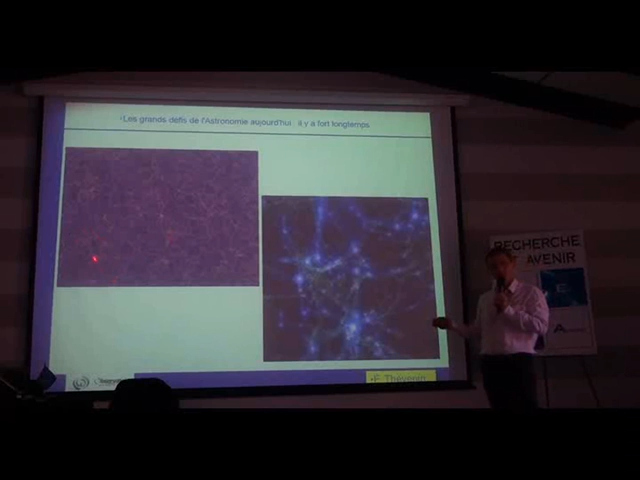 •Les grands défis de l'Astronomie aujourd'hui. il y a fort longtemps
RECHERCHE
AVENIR
•F. Thévenin